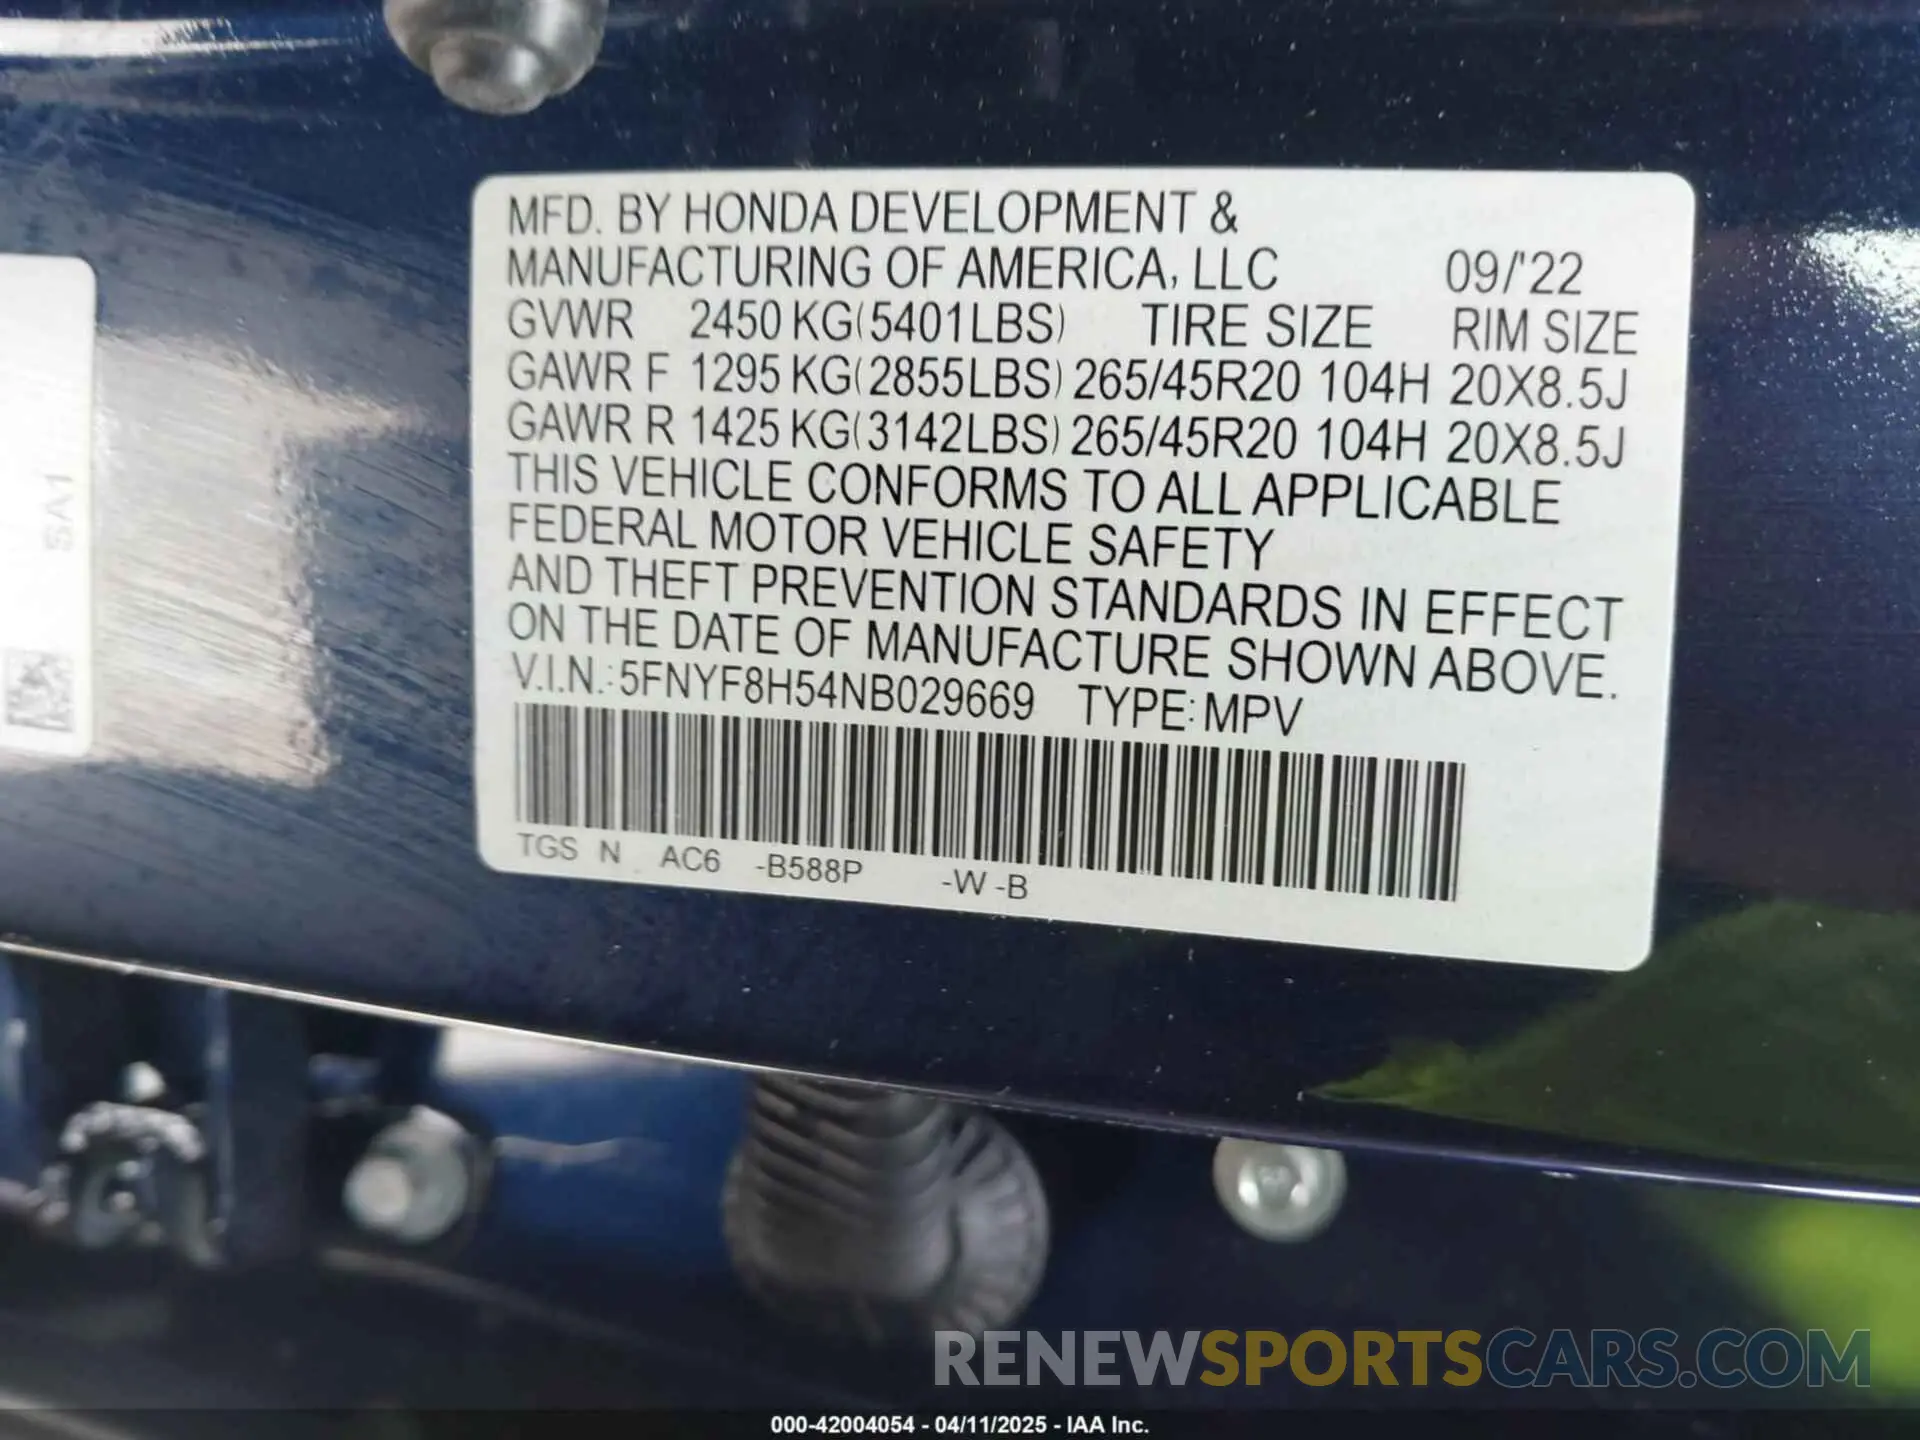 MFD. BY HONDA DEVELOPMENT &
MANUFACTURING OF AMERICA, LLC 09/'22
GVWR 2450 KG(5401LBS) TIRE SIZE RIM SIZE
GAWR F 1295 KG(2855LBS) 265/45R20 104H 20X8.5J
GAWR R 1425 KG(3142LBS) 265/45R20 104H 20X8.5J
THIS VEHICLE CONFORMS TO ALL APPLICABLE
FEDERAL MOTOR VEHICLE SAFETY
AND THEFT PREVENTION STANDARDS IN EFFECT
ON THE DATE OF MANUFACTURE SHOWN ABOVE.
V.I.N.:5FNYF8H54NB029669 TYPE:MPV
TGS N AC6 -B588P -W -B
5A1
RENEWSPORTSCARS.COM
000-42004054 - 04/11/2025 - IAA Inc.